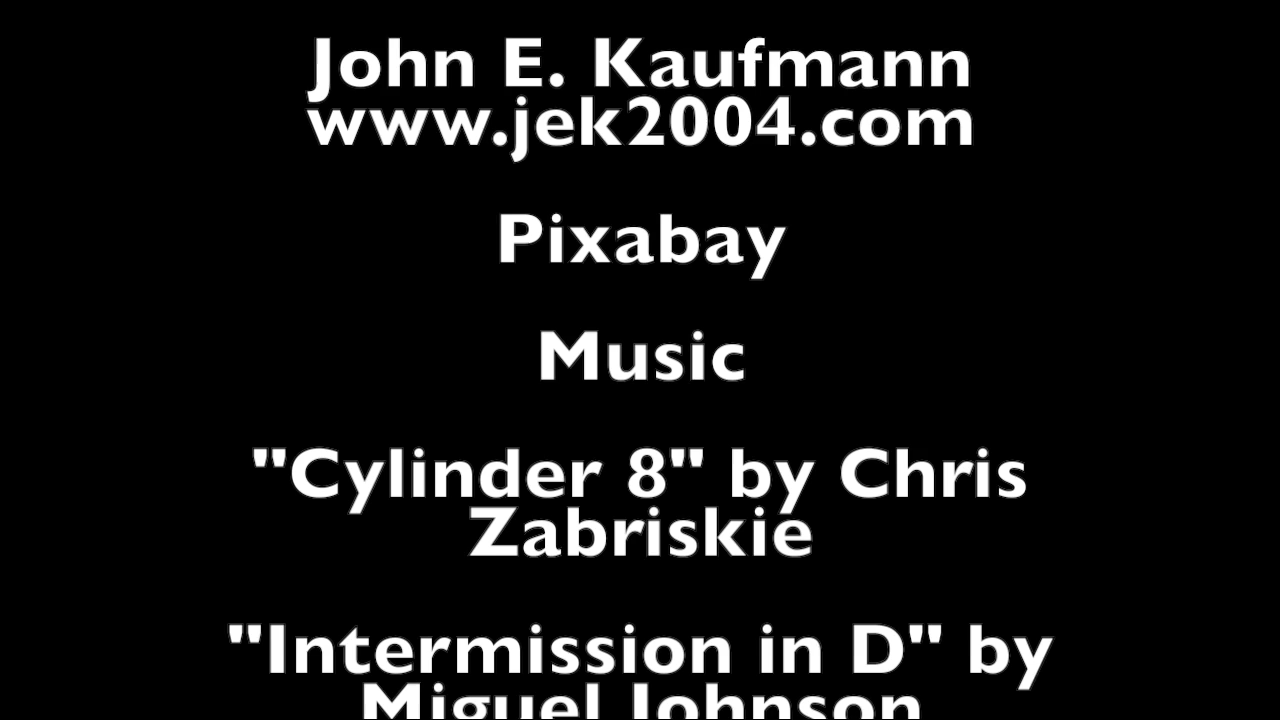 John E. Kaufmann
www.jek2004.com
Pixabay
Music
"Cylinder 8" by Chris
Zabriskie
"Intermission in D" by
Miguel Johnson